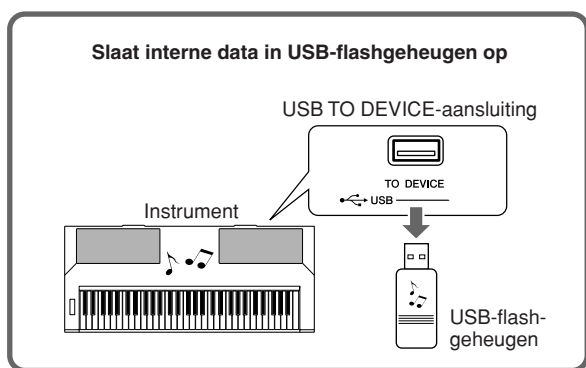 Slaat interne data in USB-flashgeheugen op
USB TO DEVICE-aansluiting
TO DEVICE
USB
Instrument
USB-flash-
geheugen